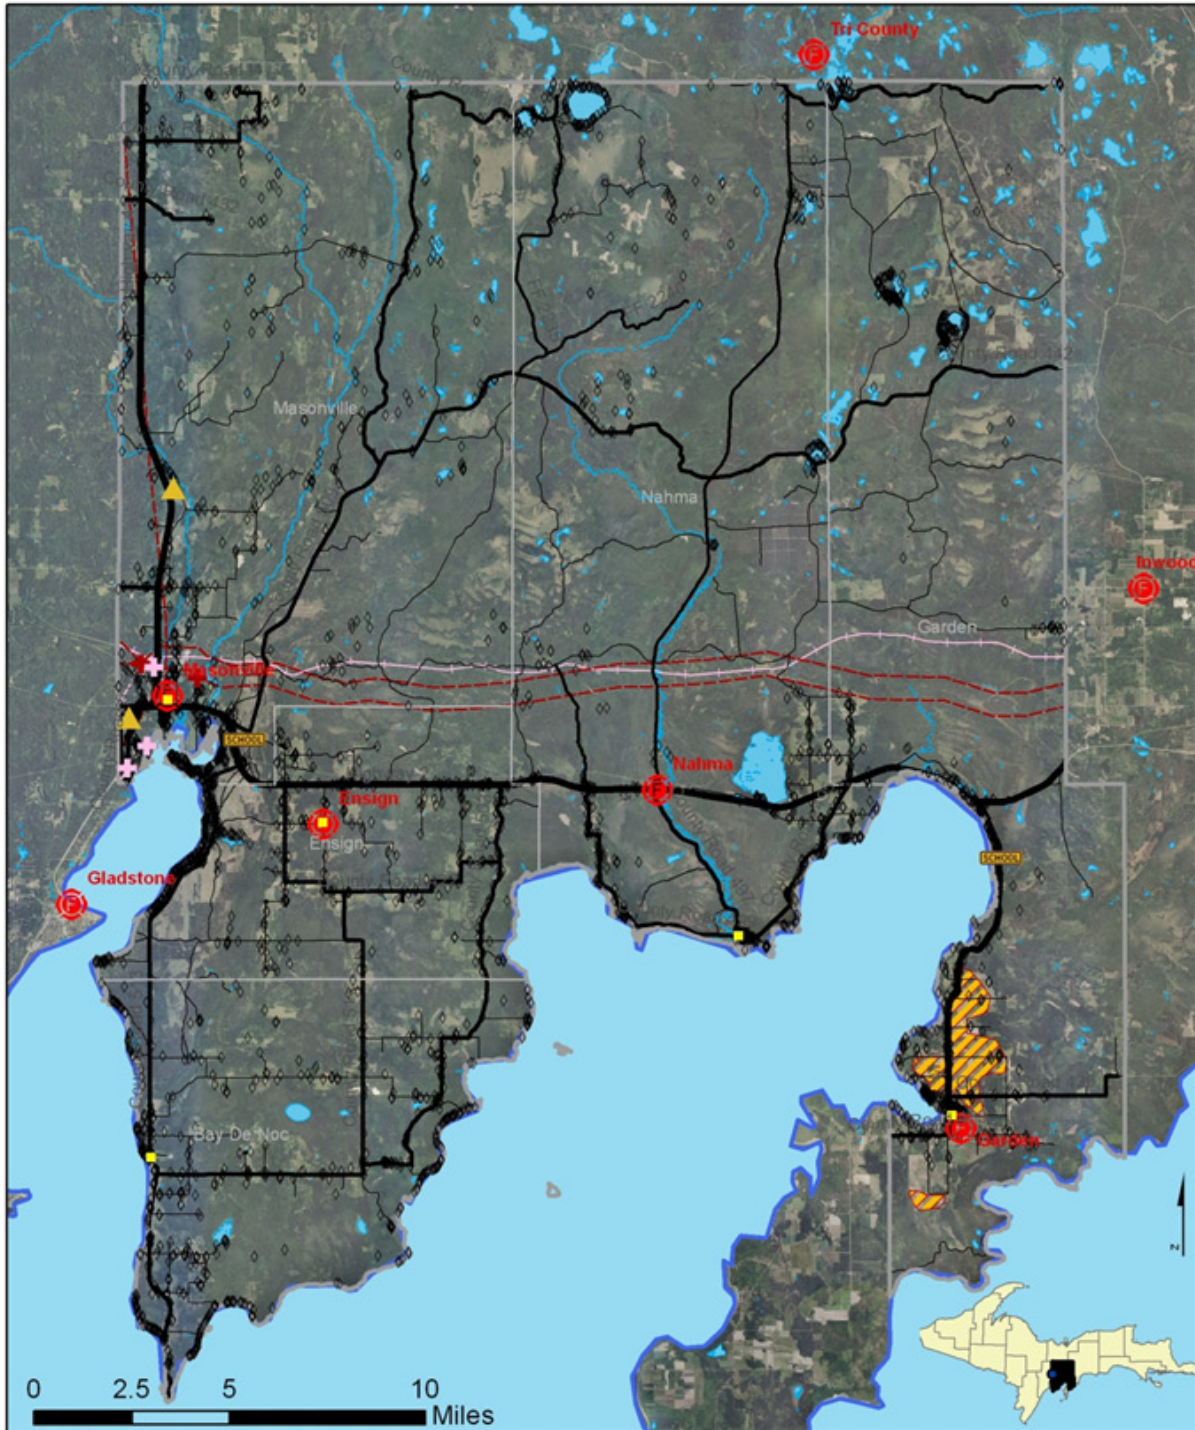 Tri County
Masonville
Nahma
Inwood
Garden
Masonville
SCHOOL
Nahma
Ensign
Ensign
SCHOOL
Gladstone
Bay De Noc
Garden
N
0 2.5 5 10
Miles